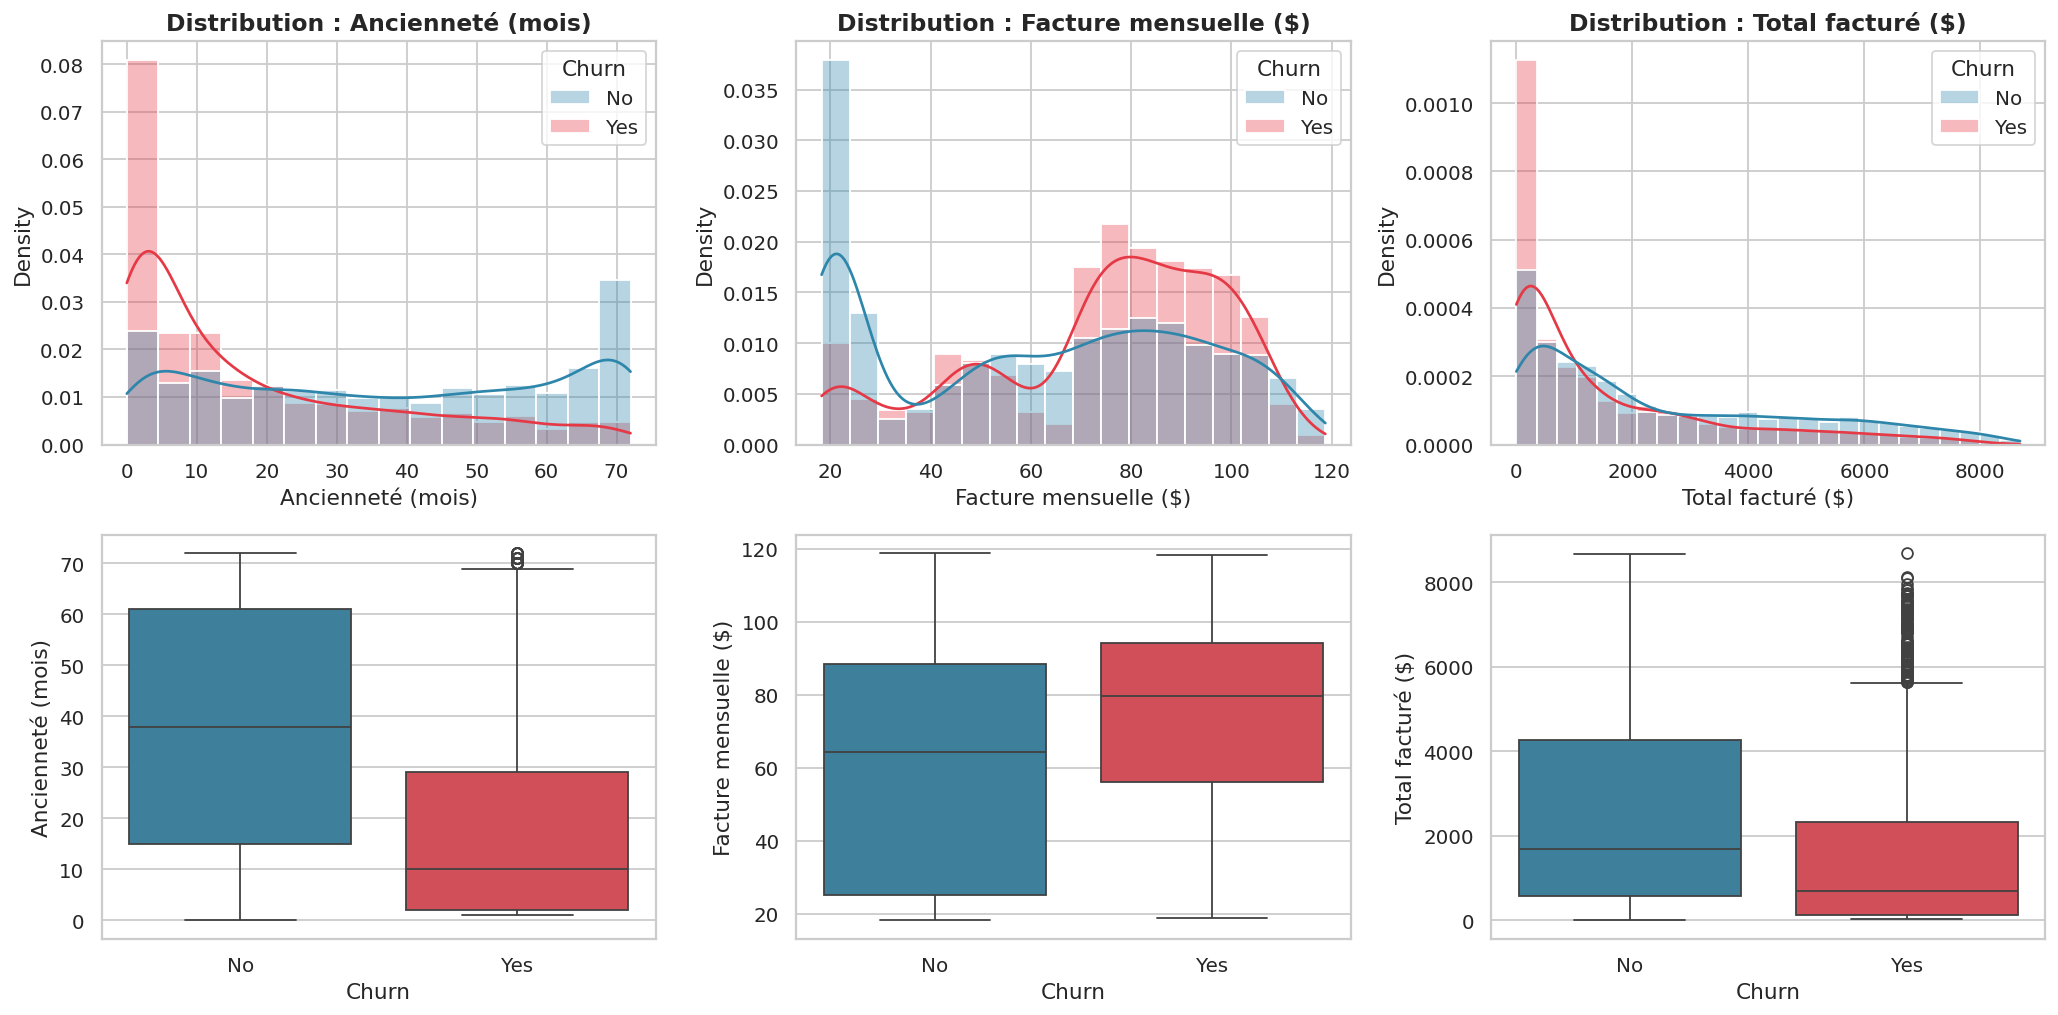 Distribution : Ancienneté (mois)
Density
0.08
0.07
0.06
0.05
0.04
0.03
0.02
0.01
0.00
Churn
No
Yes
0 10 20 30 40 50 60 70
Ancienneté (mois)
Distribution : Facture mensuelle ($)
Density
0.035
0.030
0.025
0.020
0.015
0.010
0.005
0.000
Churn
No
Yes
20 40 60 80 100 120
Facture mensuelle ($)
Distribution : Total facturé ($)
Density
0.0010
0.0008
0.0006
0.0004
0.0002
0.0000
Churn
No
Yes
0 2000 4000 6000 8000
Total facturé ($)
Ancienneté (mois)
70
60
50
40
30
20
10
0
No Yes
Churn
Facture mensuelle ($)
120
100
80
60
40
20
No Yes
Churn
Total facturé ($)
8000
6000
4000
2000
0
No Yes
Churn